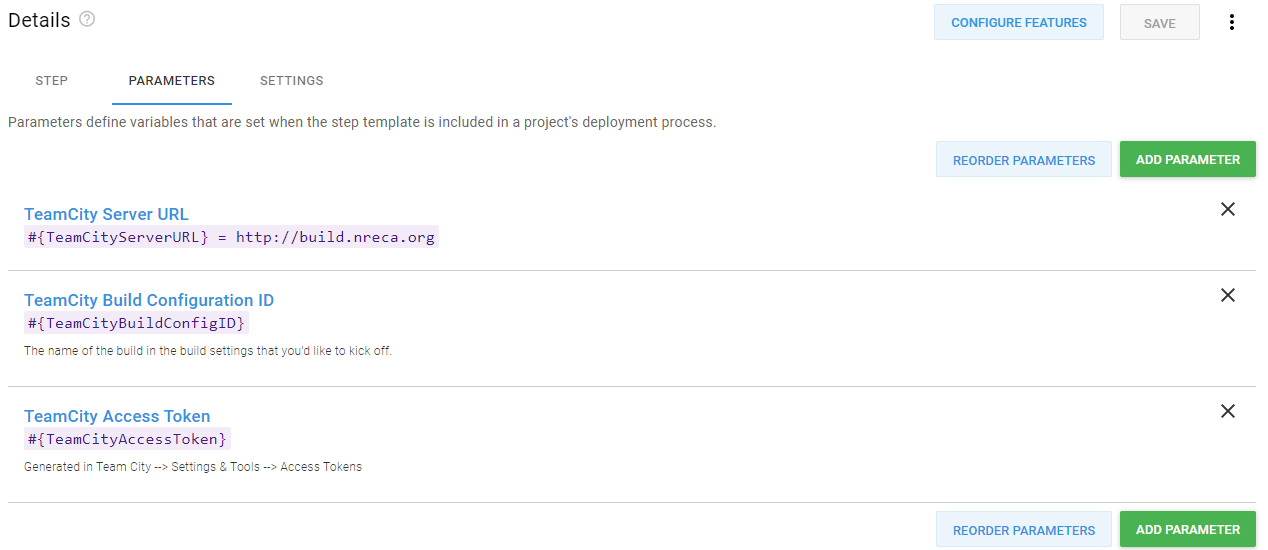 Details
CONFIGURE FEATURES
SAVE
STEP
PARAMETERS
SETTINGS
Parameters define variables that are set when the step template is included in a project's deployment process.
REORDER PARAMETERS
ADD PARAMETER
TeamCity Server URL
#{TeamCityServerURL} = http://build.nreca.org
TeamCity Build Configuration ID
#{TeamCityBuildConfigID}
The name of the build in the build settings that you'd like to kick off.
TeamCity Access Token
#{TeamCityAccessToken}
Generated in Team City --> Settings & Tools --> Access Tokens
REORDER PARAMETERS
ADD PARAMETER